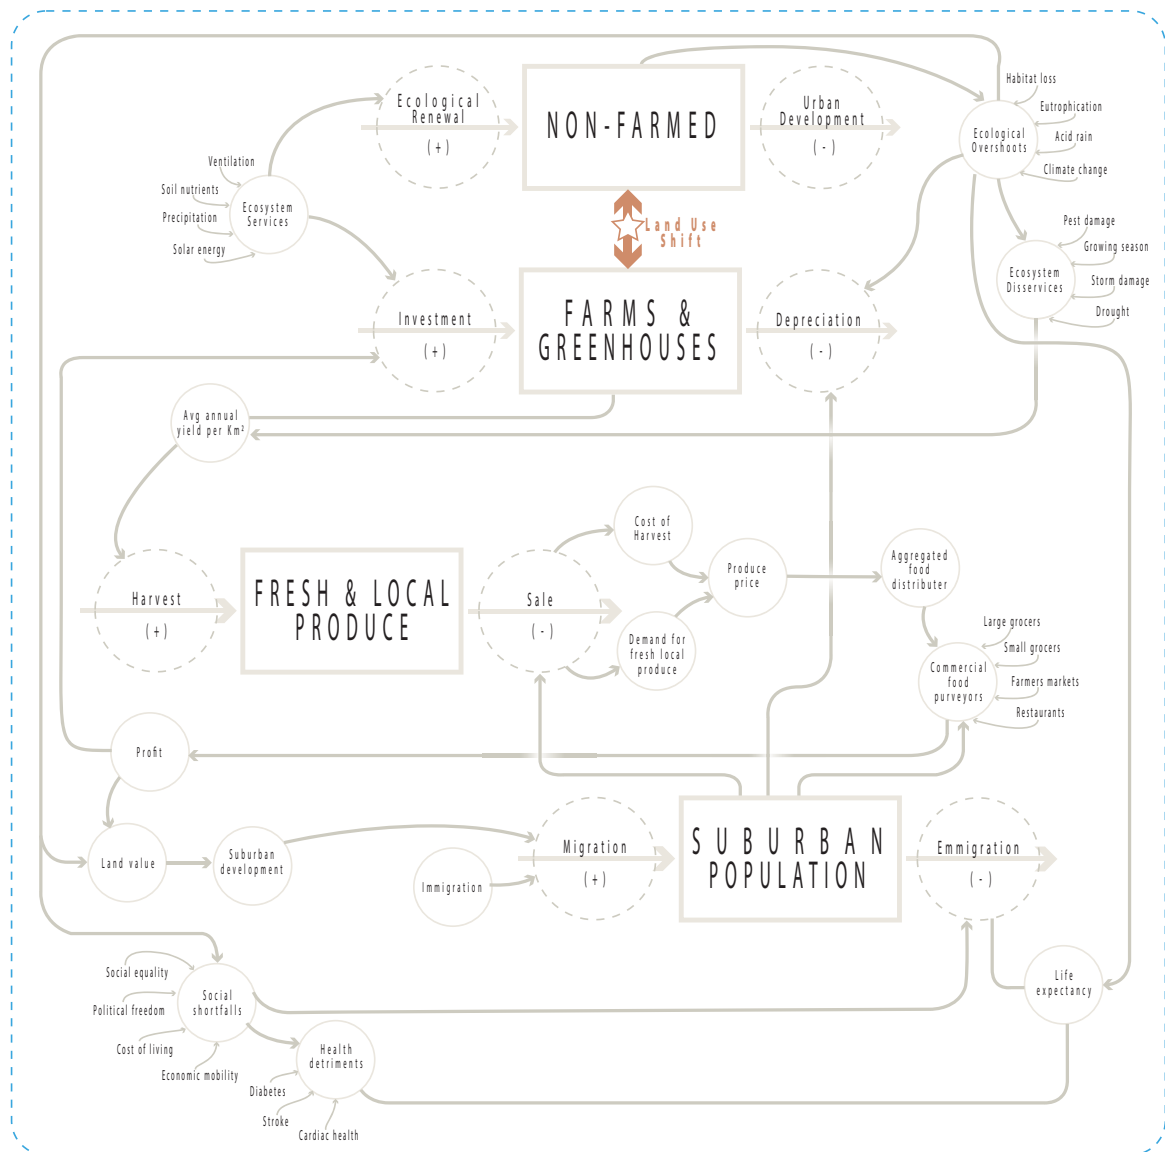 Ecological
Renewal
(+)
NON-FARMED
Urban
Development
(-)
Habitat loss
Eutrophication
Acid rain
Climate change
Ecological
Overshoots
Ventilation
Soil nutrients
Precipitation
Solar energy
Ecosystem
Services
Land Use
Shift
Pest damage
Growing season
Storm damage
Drought
Ecosystem
Disservices
Investment
(+)
FARMS &
GREENHOUSES
Depreciation
(-)
Avg annual
yield per Km²
Cost of
Harvest
Produce
price
Aggregated
food
distributer
Harvest
(+)
FRESH & LOCAL
PRODUCE
Sale
(-)
Demand for
fresh local
produce
Large grocers
Small grocers
Farmers markets
Restaurants
Commercial
food
purveyors
Profit
Land value
Suburban
development
Immigration
Migration
(+)
SUBURBAN
POPULATION
Emmigration
(-)
Social equality
Political freedom
Cost of living
Economic mobility
Social
shortfalls
Life
expectancy
Health
detriments
Diabetes
Stroke
Cardiac health